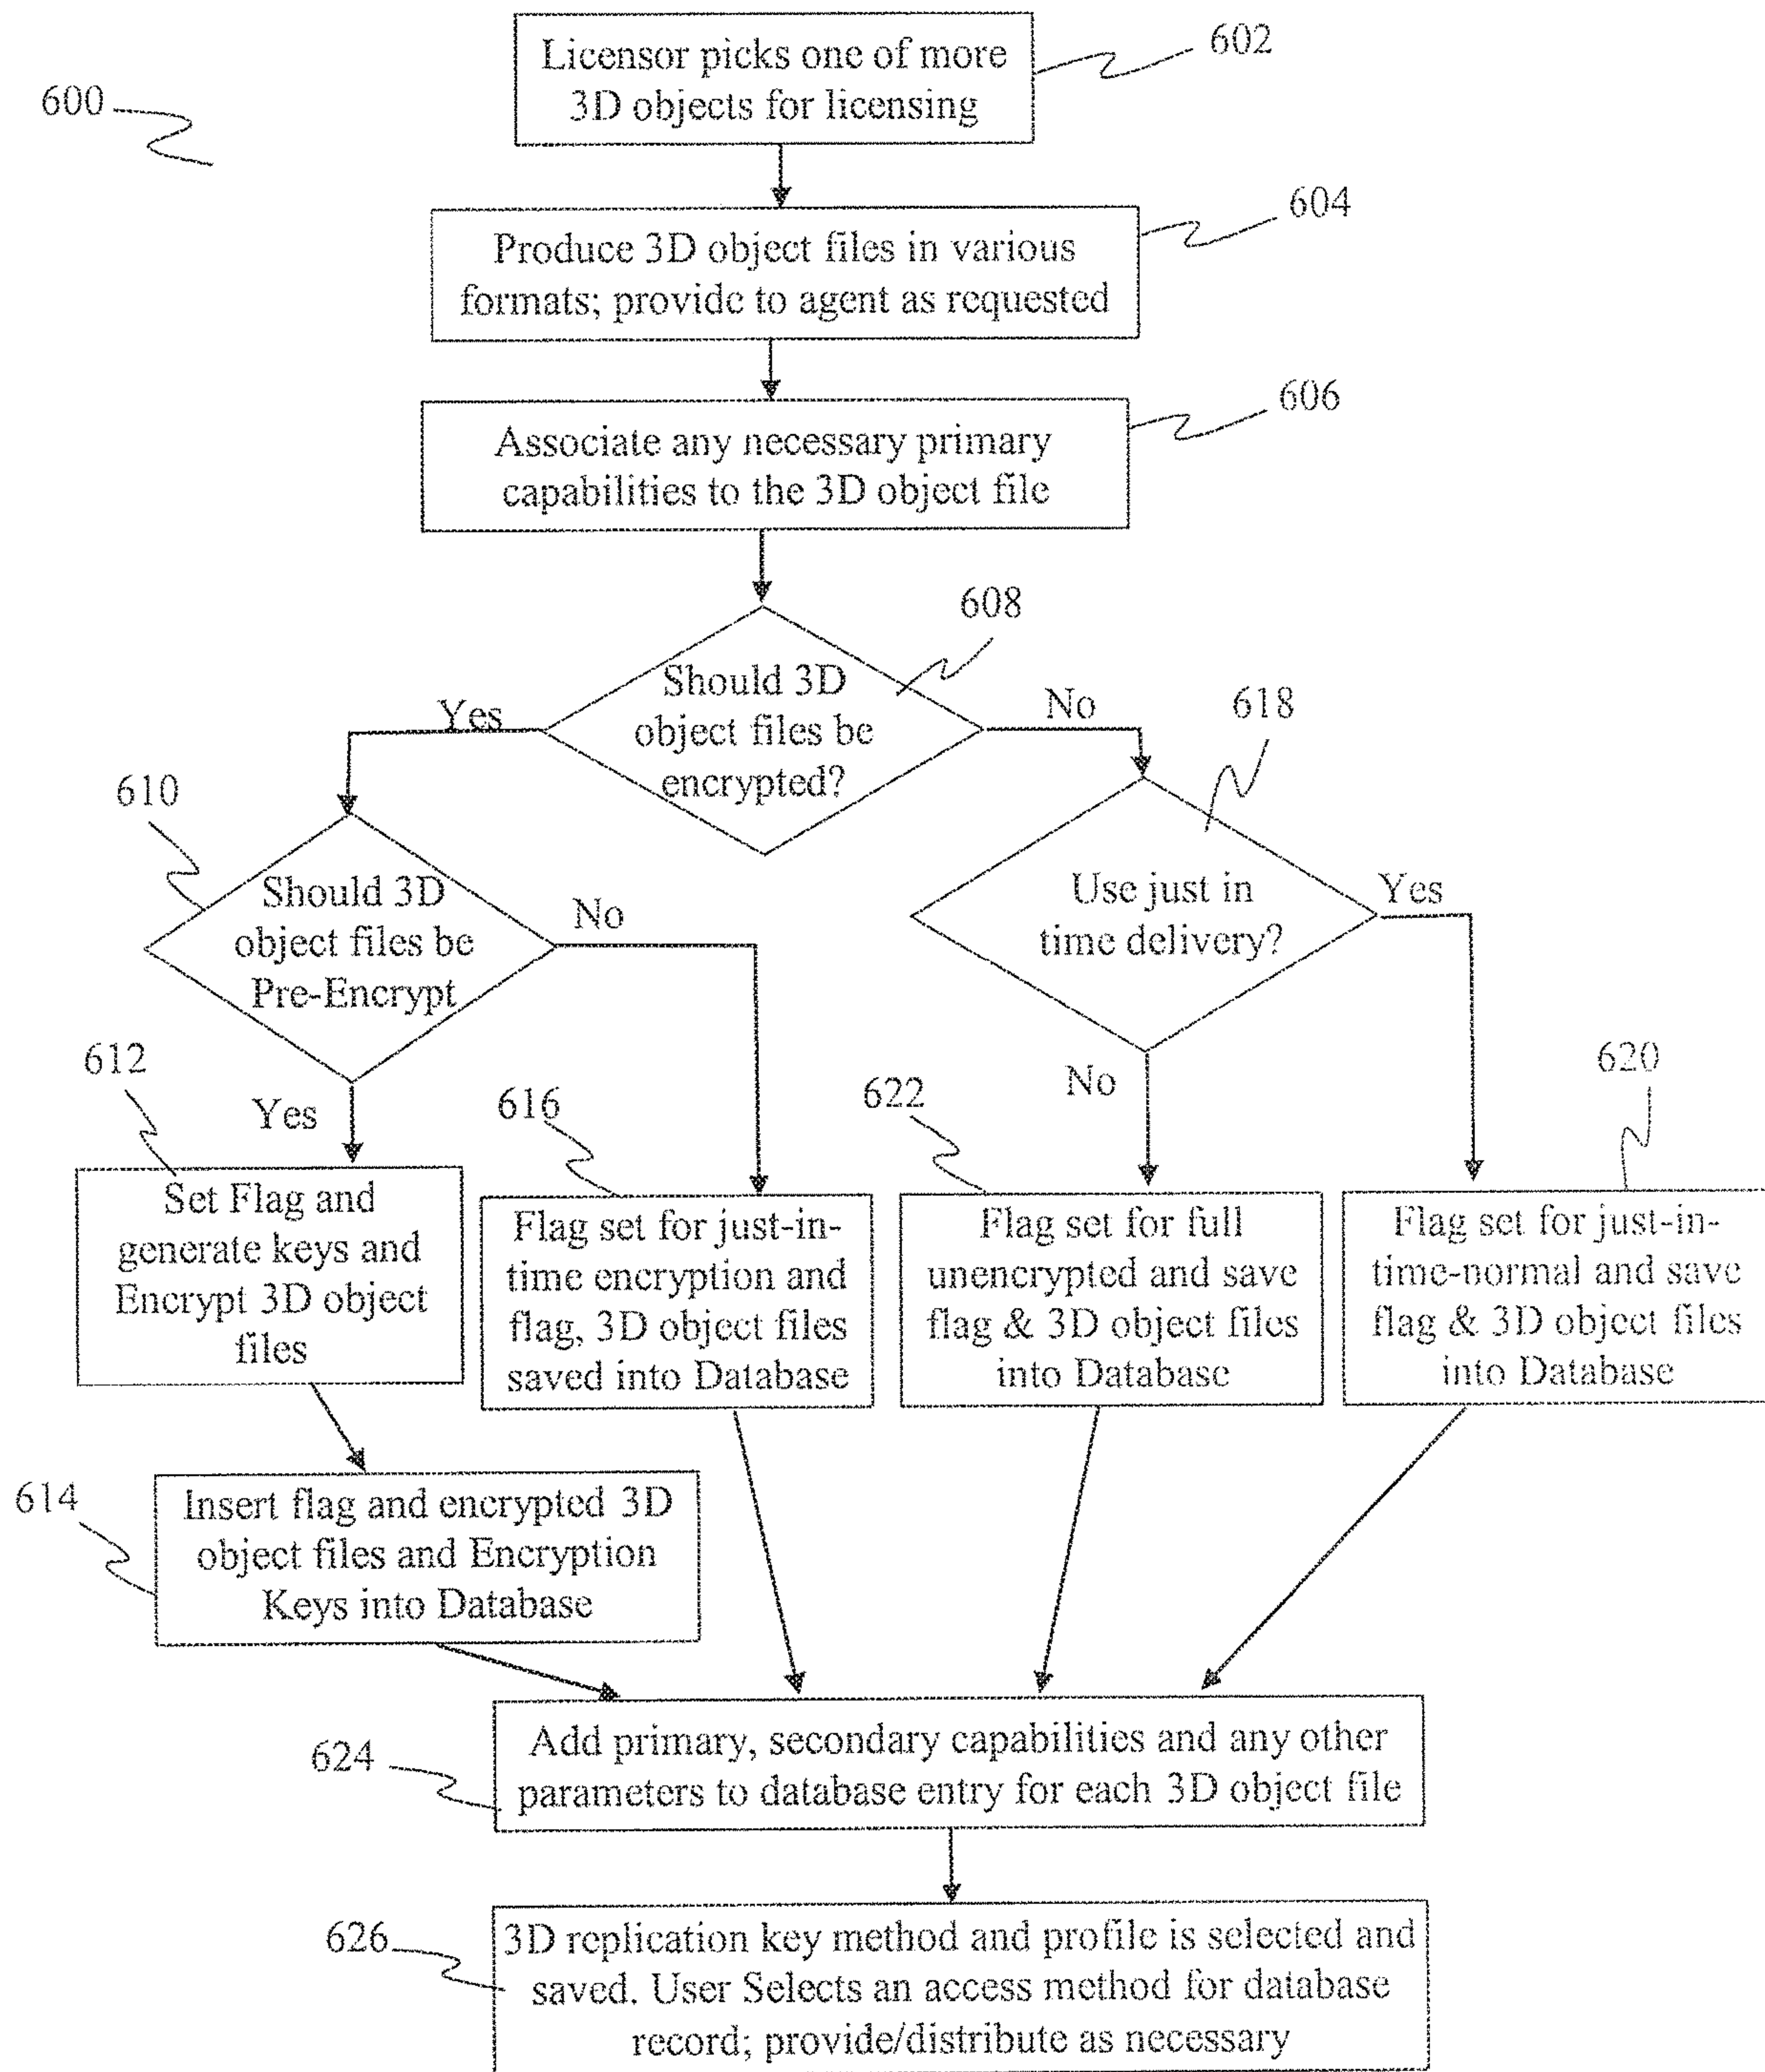 602
Licensor picks one of more
3D objects for licensing
600
604
Produce 3D object files in various
formats; provide to agent as requested
606
Associate any necessary primary
capabilities to the 3D object file
608
Should 3D
object files be
encrypted?
Yes
No
618
610
Should 3D
object files be
Pre-Encrypt
No
Use just in
time delivery?
Yes
612
Yes
616
622
No
620
Set Flag and
generate keys and
Encrypt 3D object
files
Flag set for just-in-
time encryption and
flag, 3D object files
saved into Database
Flag set for full
unencrypted and save
flag & 3D object files
into Database
Flag set for just-in-
time-normal and save
flag & 3D object files
into Database
614
Insert flag and encrypted 3D
object files and Encryption
Keys into Database
624
Add primary, secondary capabilities and any other
parameters to database entry for each 3D object file
626
3D replication key method and profile is selected and
saved. User Selects an access method for database
record; provide/distribute as necessary